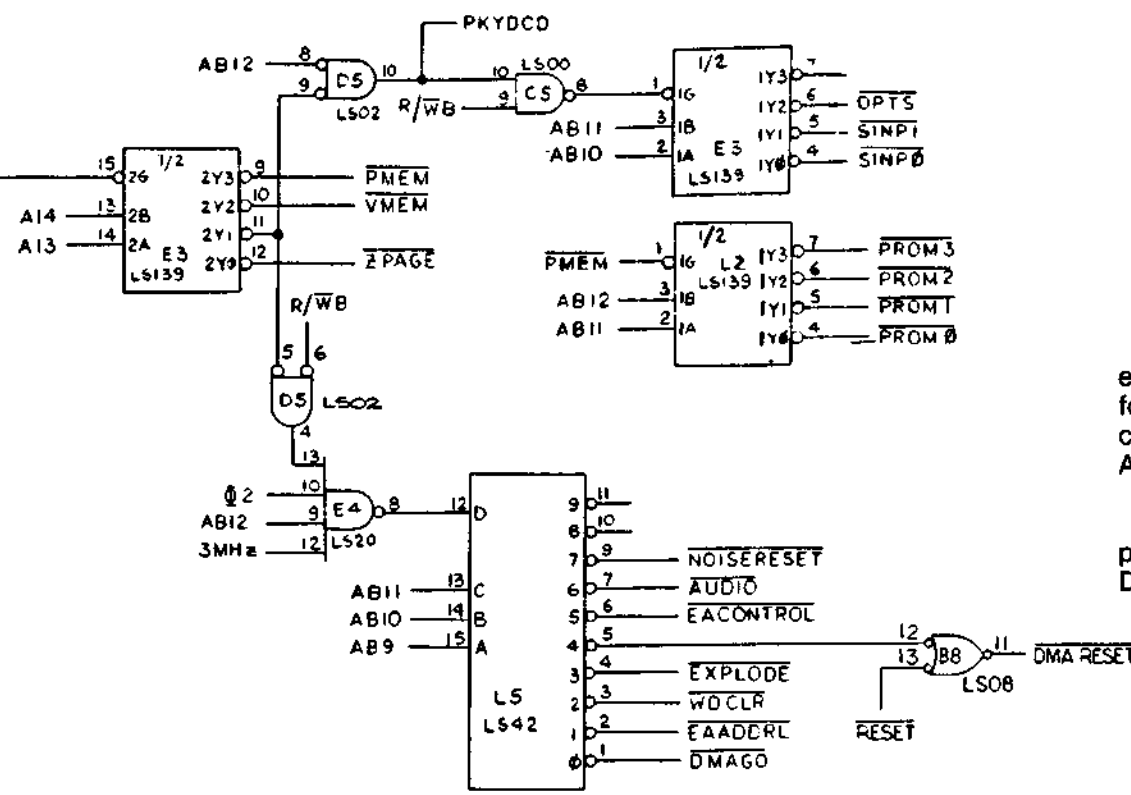 PKYDCD
AB12
8
9
D5
LS02
10
R/WB
10
9
LS00
C5
8
1/2
1
1G
AB11
3
1B
AB10
2
1A
E3
LS139
1Y3
7
1Y2
6
OPTS
1Y1
5
SINP1
1YØ
4
SINPØ
1/2
15
2G
A14
13
2B
A13
14
2A
E3
LS139
2Y3
9
PMEM
2Y2
10
VMEM
2Y1
11
2YØ
12
ZPAGE
1/2
PMEM
1
1G
L2
LS139
AB12
3
1B
AB11
2
1A
1Y3
7
PROM3
1Y2
6
PROM2
1Y1
5
PROM1
1YØ
4
PROMØ
R/WB
5
6
D5
LS02
4
13
Φ2
10
AB12
9
3MHz
12
E4
LS20
8
12
D
AB11
13
C
AB10
14
B
AB9
15
A
L5
LS42
9
11
8
10
7
9
NOISERESET
6
7
AUDIO
5
6
EACONTROL
4
5
3
4
EXPLODE
2
3
WDCLR
1
2
EAADDRL
Ø
1
DMAGO
12
13
B8
LS08
11
DMA RESET
RESET
e
fo
c
A
p
D